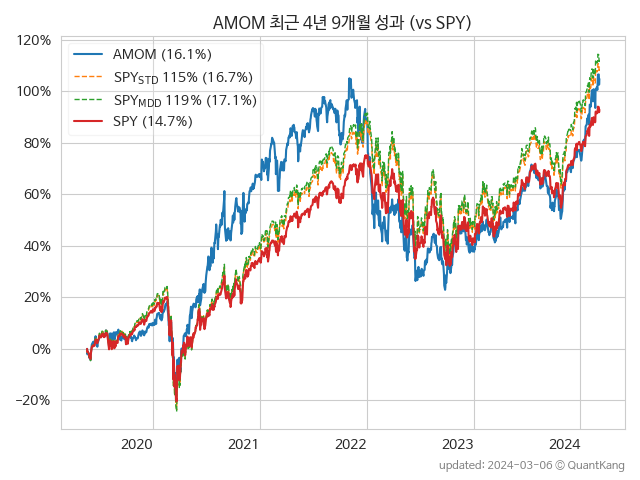 AMOM 최근 4년 9개월 성과 (vs SPY)
120%
100%
80%
60%
40%
20%
0%
−20%
AMOM (16.1%)
SPY_STD 115% (16.7%)
SPY_MDD 119% (17.1%)
SPY (14.7%)
2020
2021
2022
2023
2024
updated: 2024-03-06 © QuantKang